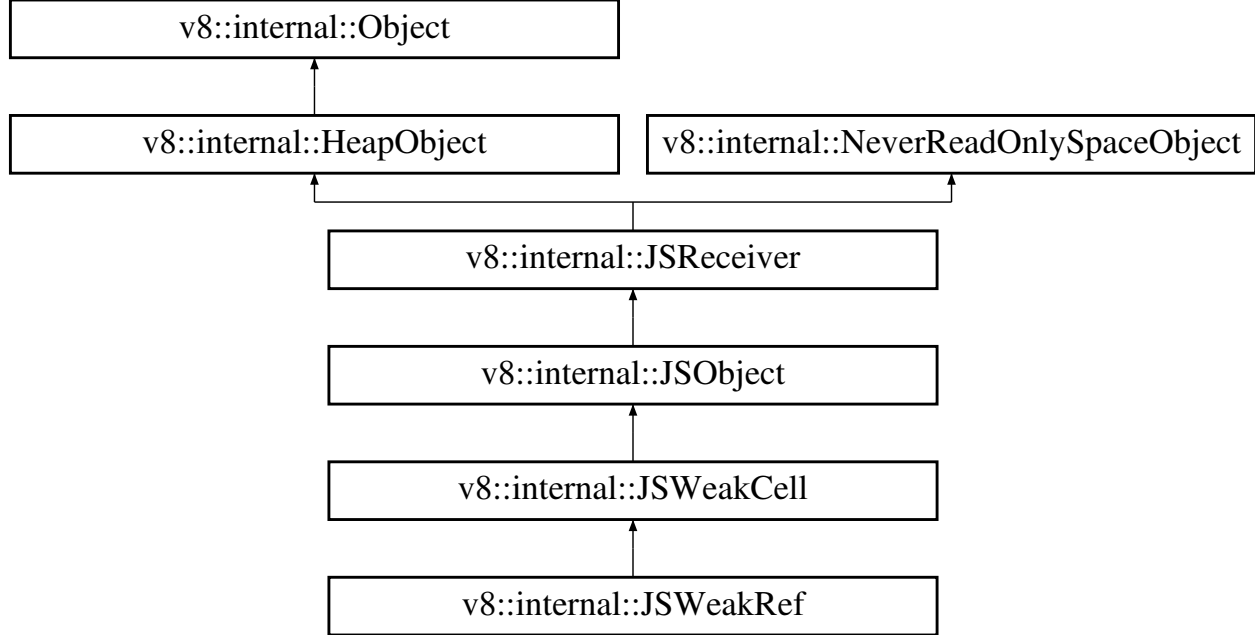 v8::internal::Object
v8::internal::HeapObject
v8::internal::NeverReadOnlySpaceObject
v8::internal::JSReceiver
v8::internal::JSObject
v8::internal::JSWeakCell
v8::internal::JSWeakRef